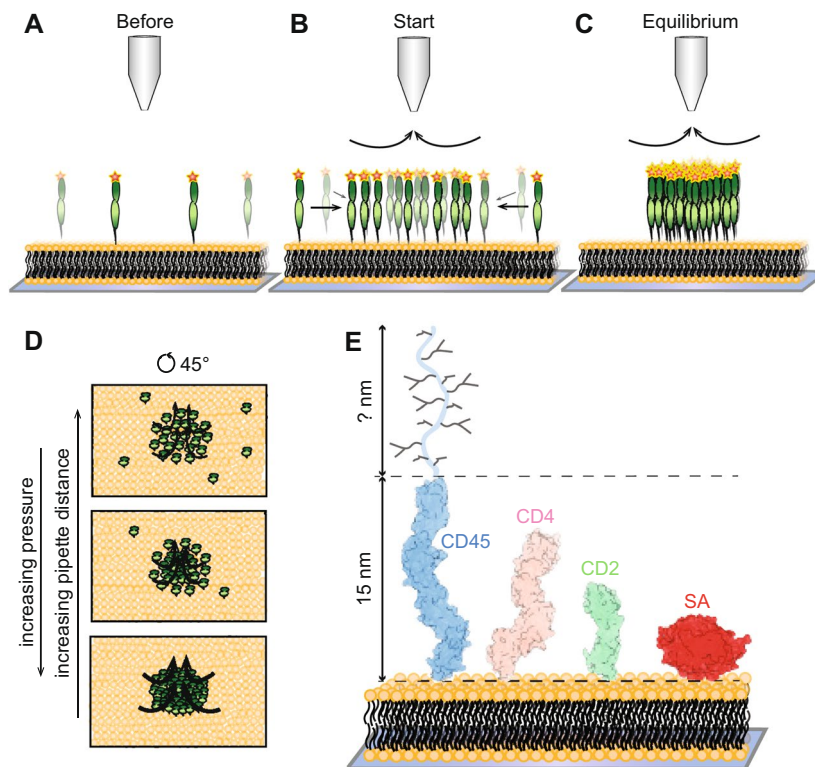 A
Before
B
Start
C
Equilibrium
D
45°
increasing pressure
increasing pipette distance
E
? nm
15 nm
CD45
CD4
CD2
SA